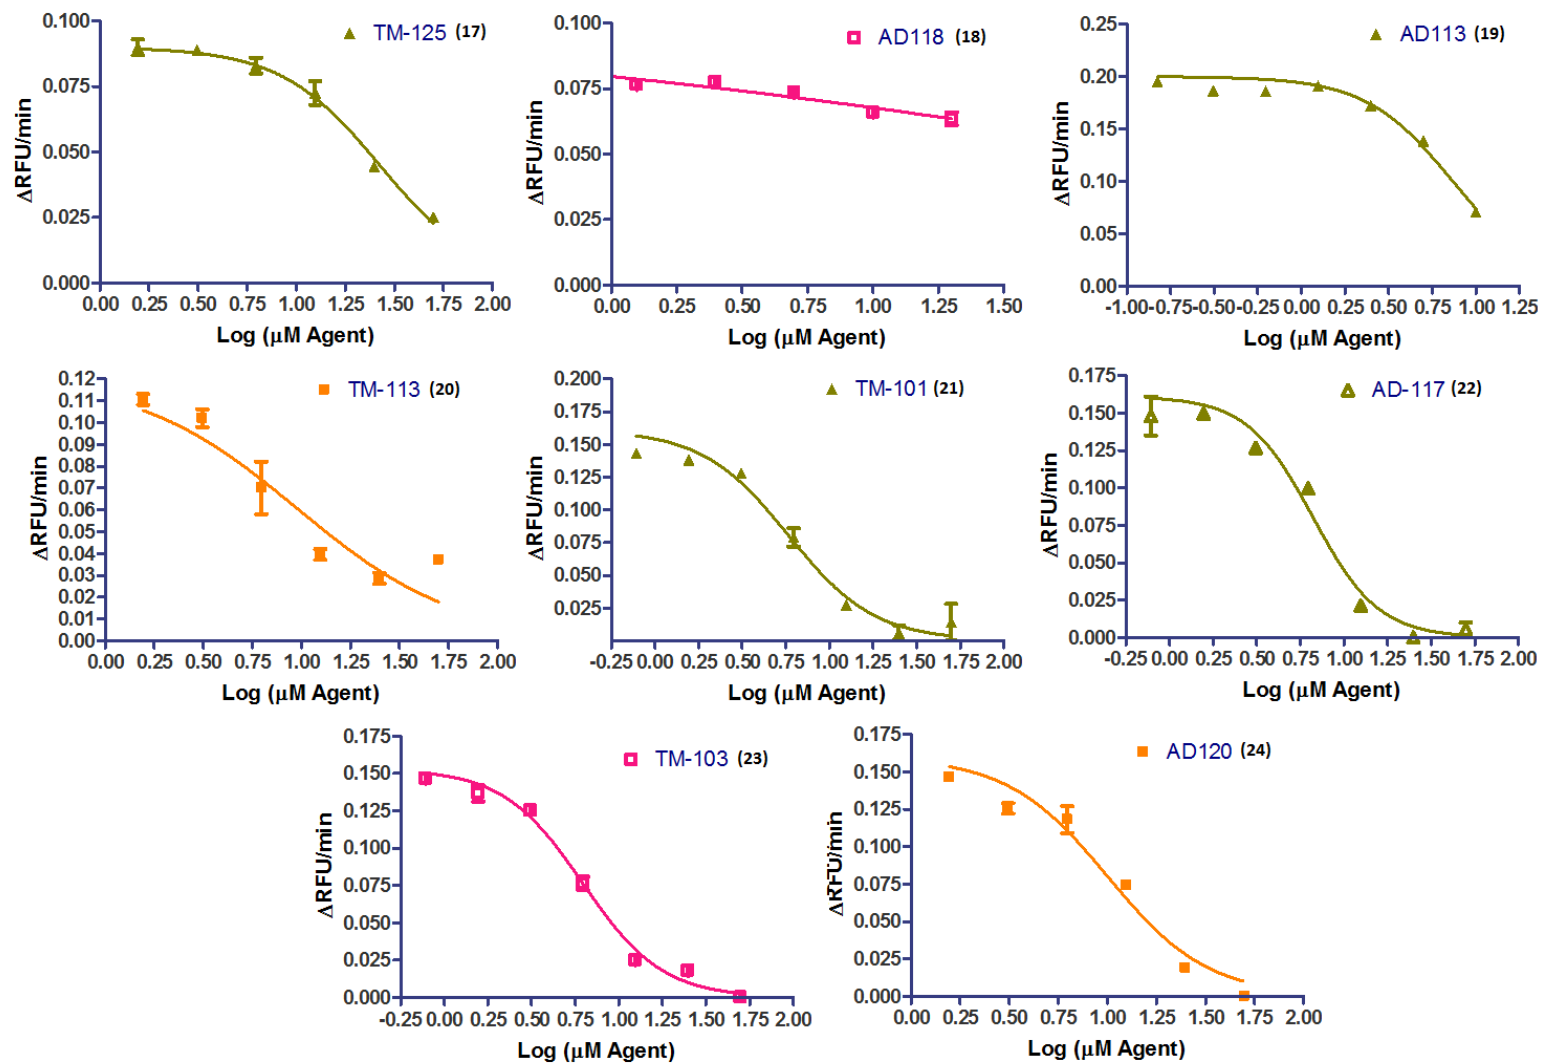 TM-125 (17)
ΔRFU/min
0.100
0.075
0.050
0.025
0.000
0.00 0.25 0.50 0.75 1.00 1.25 1.50 1.75 2.00
Log (μM Agent)
AD118 (18)
ΔRFU/min
0.100
0.075
0.050
0.025
0.000
0.25 0.50 0.75 1.00 1.25 1.50
Log (μM Agent)
AD113 (19)
ΔRFU/min
0.25
0.20
0.15
0.10
0.05
0.00
-1.00 -0.75 -0.50 -0.25 0.00 0.25 0.50 0.75 1.00 1.25
Log (μM Agent)
TM-113 (20)
ΔRFU/min
0.12
0.11
0.10
0.09
0.08
0.07
0.06
0.05
0.04
0.03
0.02
0.01
0.00
0.00 0.25 0.50 0.75 1.00 1.25 1.50 1.75 2.00
Log (μM Agent)
TM-101 (21)
ΔRFU/min
0.200
0.175
0.150
0.125
0.100
0.075
0.050
0.025
-0.25 0.00 0.25 0.50 0.75 1.00 1.25 1.50 1.75 2.00
Log (μM Agent)
AD-117 (22)
ΔRFU/min
0.175
0.150
0.125
0.100
0.075
0.050
0.025
0.000
-0.25 0.00 0.25 0.50 0.75 1.00 1.25 1.50 1.75 2.00
Log (μM Agent)
TM-103 (23)
ΔRFU/min
0.175
0.150
0.125
0.100
0.075
0.050
0.025
0.000
-0.25 0.00 0.25 0.50 0.75 1.00 1.25 1.50 1.75 2.00
Log (μM Agent)
AD120 (24)
ΔRFU/min
0.175
0.150
0.125
0.100
0.075
0.050
0.025
0.000
0.00 0.25 0.50 0.75 1.00 1.25 1.50 1.75 2.00
Log (μM Agent)